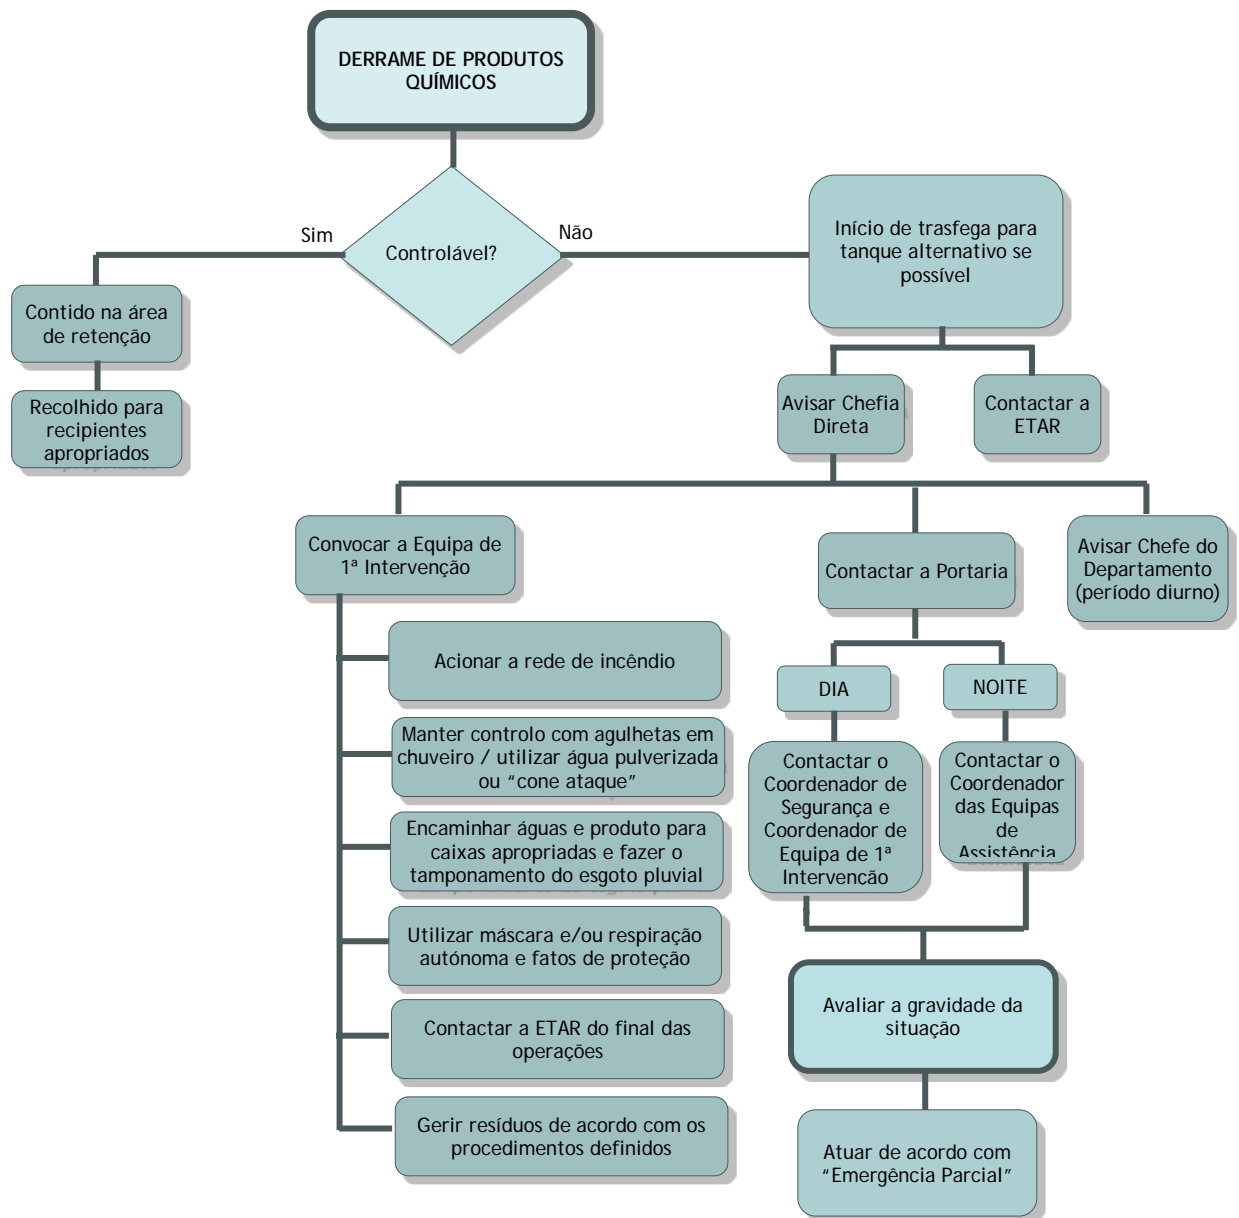 DERRAME DE PRODUTOS
QUÍMICOS
Controlável?
Sim
Não
Contido na área
de retenção
Recolhido para
recipientes
apropriados
Início de trasfega para
tanque alternativo se
possível
Avisar Chefia
Direta
Contactar a
ETAR
Convocar a Equipa de
1ª Intervenção
Contactar a Portaria
Avisar Chefe do
Departamento
(período diurno)
Acionar a rede de incêndio
Manter controlo com agulhetas em
chuveiro / utilizar água pulverizada
ou “cone ataque”
Encaminhar águas e produto para
caixas apropriadas e fazer o
tamponamento do esgoto pluvial
Utilizar máscara e/ou respiração
autónoma e fatos de proteção
Contactar a ETAR do final das
operações
Gerir resíduos de acordo com os
procedimentos definidos
DIA
NOITE
Contactar o
Coordenador de
Segurança e
Coordenador de
Equipa de 1ª
Intervenção
Contactar o
Coordenador
das Equipas
de
Assistência
Avaliar a gravidade da
situação
Atuar de acordo com
“Emergência Parcial”